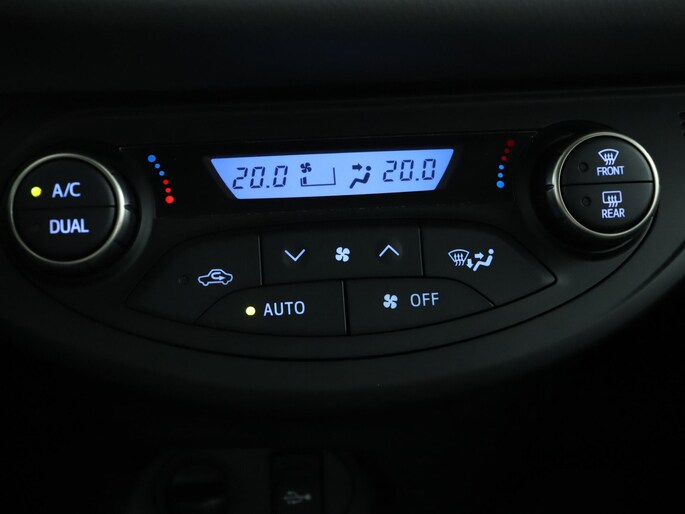 A/C
DUAL
20.0 20.0
FRONT
REAR
AUTO
OFF